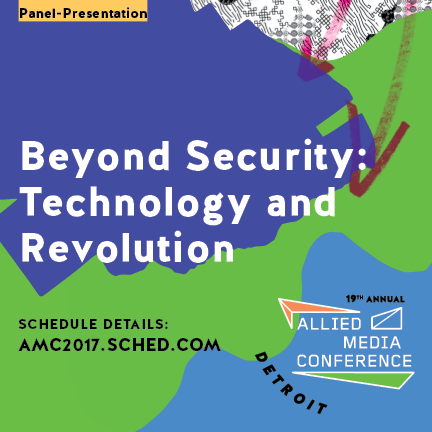 Panel-Presentation
Beyond Security:
Technology and
Revolution
SCHEDULE DETAILS:
AMC2017.SCHED.COM
19TH ANNUAL
ALLIED
MEDIA
CONFERENCE
DETROIT